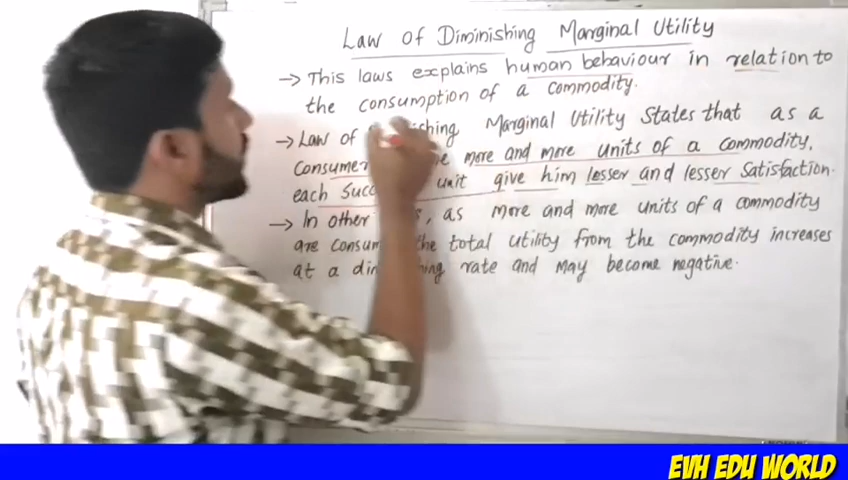 Law of Diminishing Marginal Utility
→ This laws explains human behaviour in relation to
the consumption of a commodity.
→ Law of Marginal Utility States that as a
Consumer more and more units of a commodity,
each unit give him lesser and lesser Satisfaction.
→ In other , as more and more units of a commodity
are the total utility from the commodity increases
at a rate and may become negative.
EVH EDU WORLD